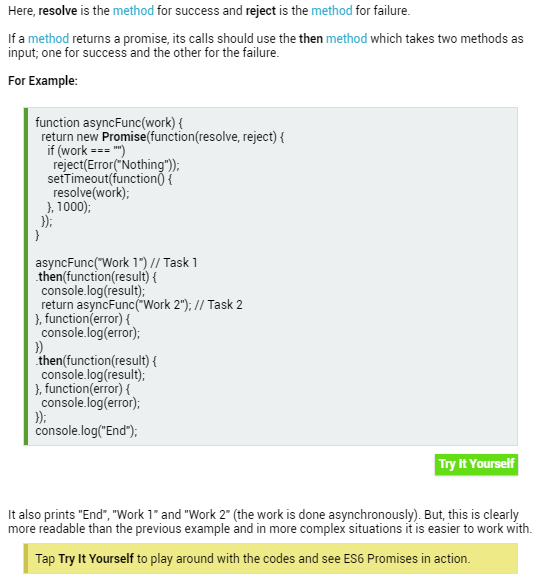 Here, resolve is the method for success and reject is the method for failure.
If a method returns a promise, its calls should use the then method which takes two methods as
input; one for success and the other for the failure.
For Example:
function asyncFunc(work) {
return new Promise(function(resolve, reject) {
if (work === "")
reject(Error("Nothing"));
setTimeout(function() {
resolve(work);
}, 1000);
});
}
asyncFunc("Work 1") // Task 1
.then(function(result) {
console.log(result);
return asyncFunc("Work 2"); // Task 2
}, function(error) {
console.log(error);
})
.then(function(result) {
console.log(result);
}, function(error) {
console.log(error);
});
console.log("End");
Try It Yourself
It also prints "End", "Work 1" and "Work 2" (the work is done asynchronously). But, this is clearly
more readable than the previous example and in more complex situations it is easier to work with.
Tap Try It Yourself to play around with the codes and see ES6 Promises in action.